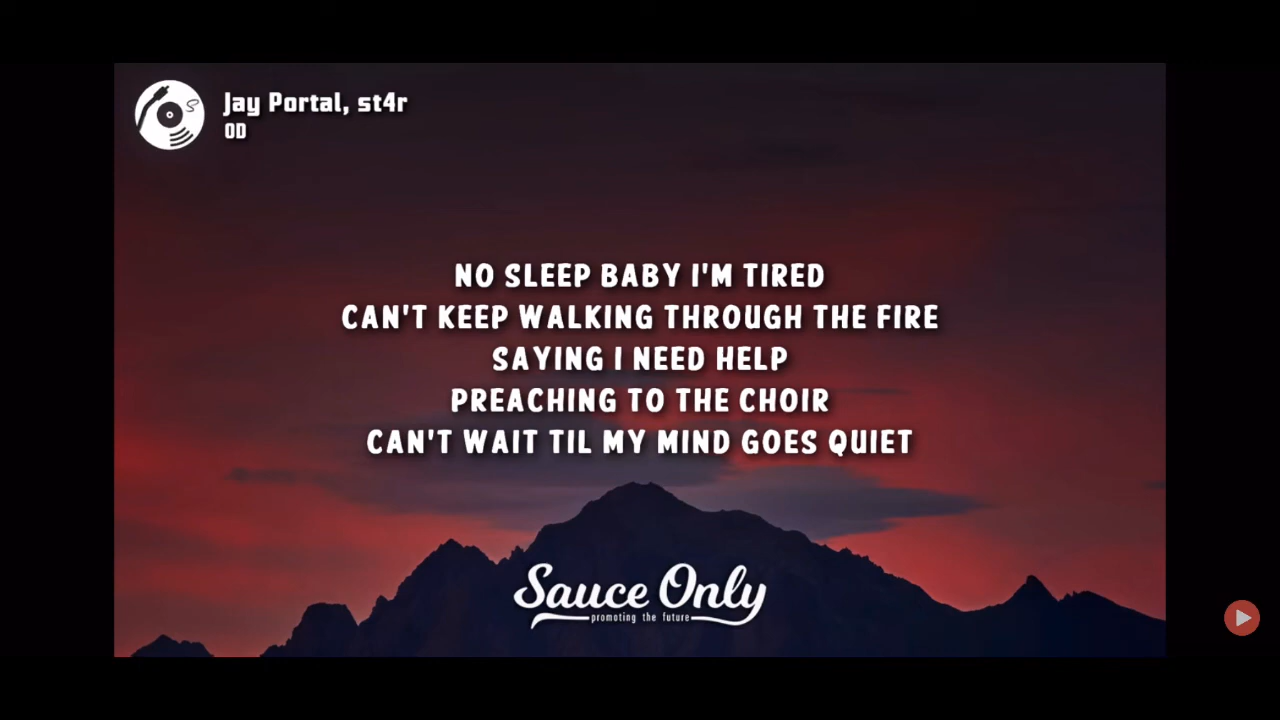 Jay Portal, st4r
OD
NO SLEEP BABY I'M TIRED
CAN'T KEEP WALKING THROUGH THE FIRE
SAYING I NEED HELP
PREACHING TO THE CHOIR
CAN'T WAIT TIL MY MIND GOES QUIET
Sauce Only
promoting the future